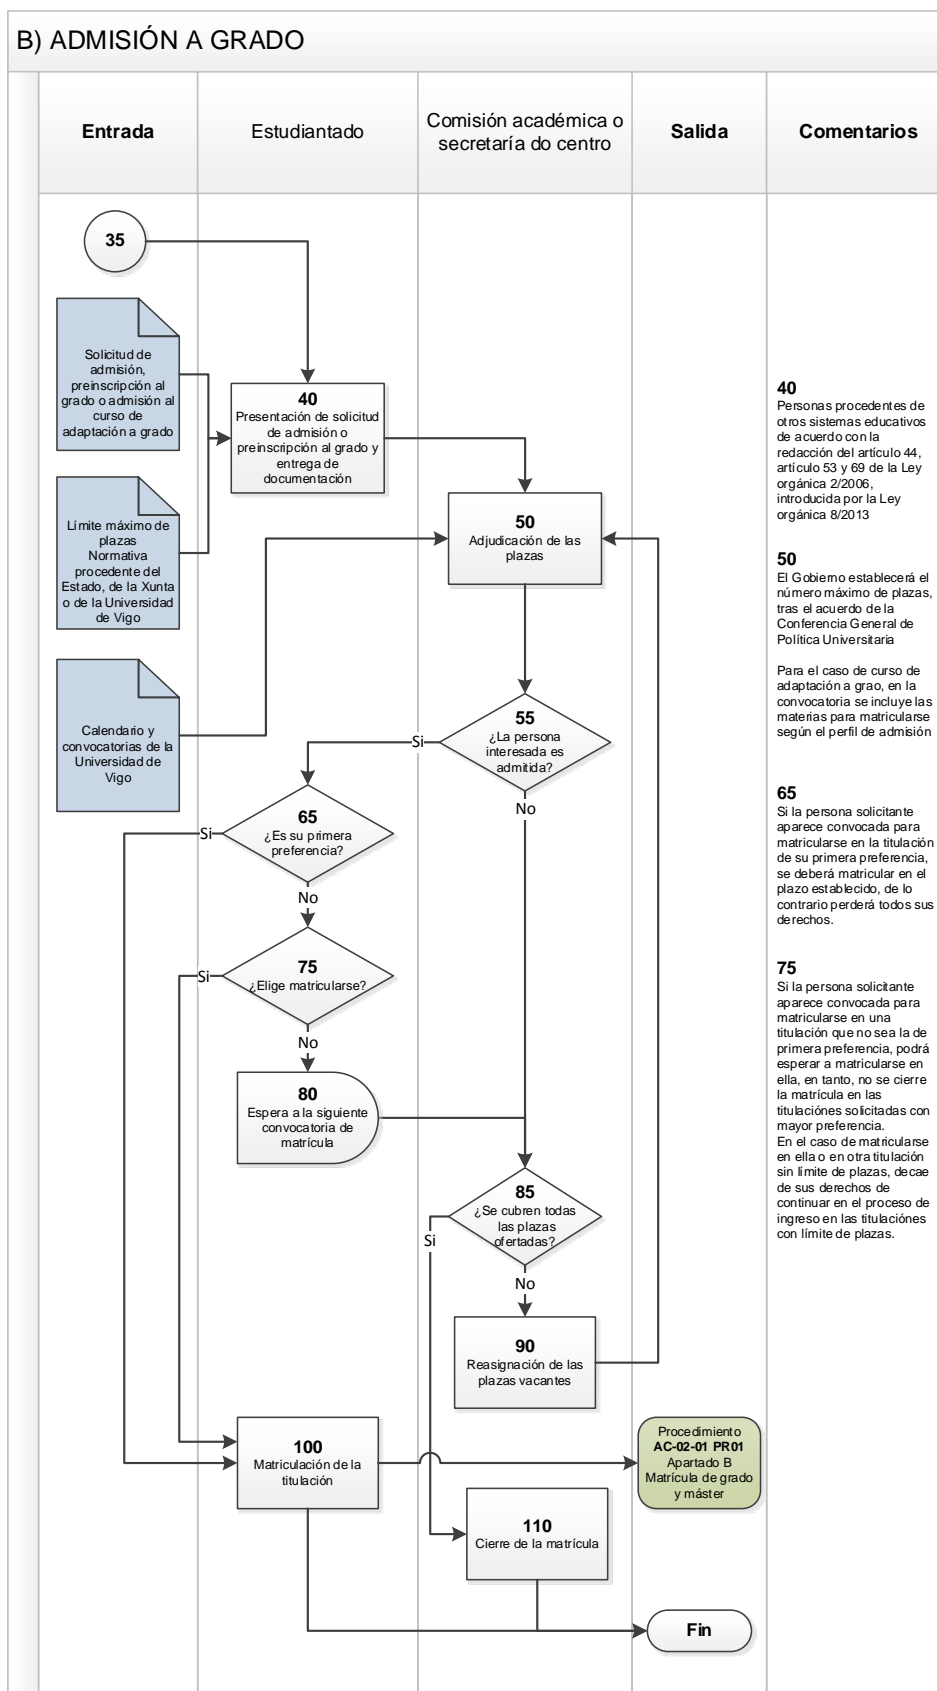 B) ADMISIÓN A GRADO
Entrada
Estudiantado
Comisión académica o
secretaría do centro
Salida
Comentarios
35
Solicitud de
admisión,
preinscripción al
grado o admisión al
curso de
adaptación a grado
40
Presentación de solicitud
de admisión o
preinscripción al grado y
entrega de
documentación
Límite máximo de
plazas
Normativa
procedente del
Estado, de la Xunta
o de la Universidad
de Vigo
50
Adjudicación de las
plazas
Calendario y
convocatorias de la
Universidad de
Vigo
55
¿La persona
interesada es
admitida?
Si
No
65
¿Es su primera
preferencia?
Si
No
75
¿Elige matricularse?
Si
No
80
Espera a la siguiente
convocatoria de
matrícula
85
¿Se cubren todas
las plazas
ofertadas?
Si
No
90
Reasignación de las
plazas vacantes
100
Matriculación de la
titulación
Procedimiento
AC-02-01 PR01
Apartado B
Matrícula de grado
y máster
110
Cierre de la matrícula
Fin
40
Personas procedentes de
otros sistemas educativos
de acuerdo con la
redacción del artículo 44,
artículo 53 y 69 de la Ley
orgánica 2/2006,
introducida por la Ley
orgánica 8/2013
50
El Gobierno establecerá el
número máximo de plazas,
tras el acuerdo de la
Conferencia General de
Política Universitaria
Para el caso de curso de
adaptación a grao, en la
convocatoria se incluye las
materias para matricularse
según el perfil de admisión
65
Si la persona solicitante
aparece convocada para
matricularse en la titulación
de su primera preferencia,
se deberá matricular en el
plazo establecido, de lo
contrario perderá todos sus
derechos.
75
Si la persona solicitante
aparece convocada para
matricularse en una
titulación que no sea la de
primera preferencia, podrá
esperar a matricularse en
ella, en tanto, no se cierre
la matrícula en las
titulaciónes solicitadas con
mayor preferencia.
En el caso de matricularse
en ella o en otra titulación
sin límite de plazas, decae
de sus derechos de
continuar en el proceso de
ingreso en las titulaciónes
con límite de plazas.